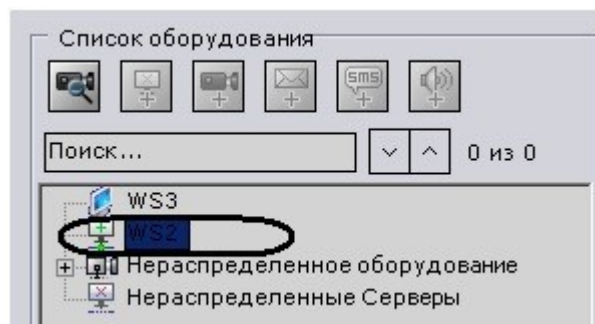 Список оборудования
sms
Поиск...
0 из 0
WS3
WS2
Нераспределенное оборудование
Нераспределенные Серверы